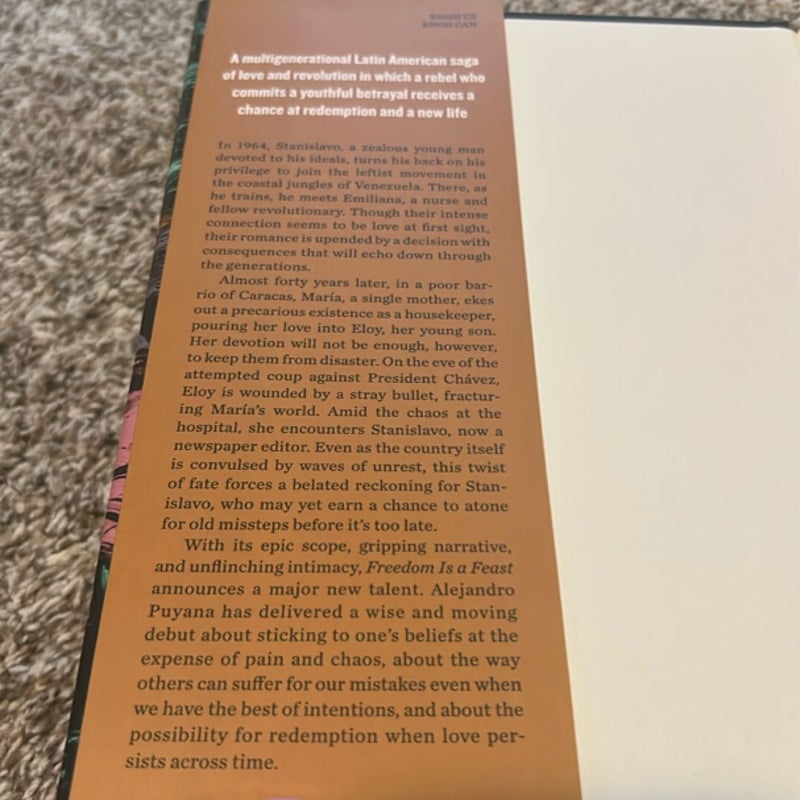 A multigenerational Latin American saga
of love and revolution in which a rebel who
commits a youthful betrayal receives a
chance at redemption and a new life
In 1964, Stanislavo, a zealous young man
devoted to his ideals, turns his back on his
privilege to join the leftist movement in
the coastal jungles of Venezuela. There, as
he trains, he meets Emiliana, a nurse and
fellow revolutionary. Though their intense
connection seems to be love at first sight,
their romance is upended by a decision with
consequences that will echo down through
the generations.
Almost forty years later, in a poor bar-
rio of Caracas, María, a single mother, ekes
out a precarious existence as a housekeeper,
pouring her love into Eloy, her young son.
Her devotion will not be enough, however,
to keep them from disaster. On the eve of the
attempted coup against President Chávez,
Eloy is wounded by a stray bullet, fractur-
ing María's world. Amid the chaos at the
hospital, she encounters Stanislavo, now a
newspaper editor. Even as the country itself
is convulsed by waves of unrest, this twist
of fate forces a belated reckoning for Stan-
islavo, who may yet earn a chance to atone
for old missteps before it's too late.
With its epic scope, gripping narrative,
and unflinching intimacy, Freedom Is a Feast
announces a major new talent. Alejandro
Puyana has delivered a wise and moving
debut about sticking to one's beliefs at the
expense of pain and chaos, about the way
others can suffer for our mistakes even when
we have the best of intentions, and about the
possibility for redemption when love per-
sists across time.